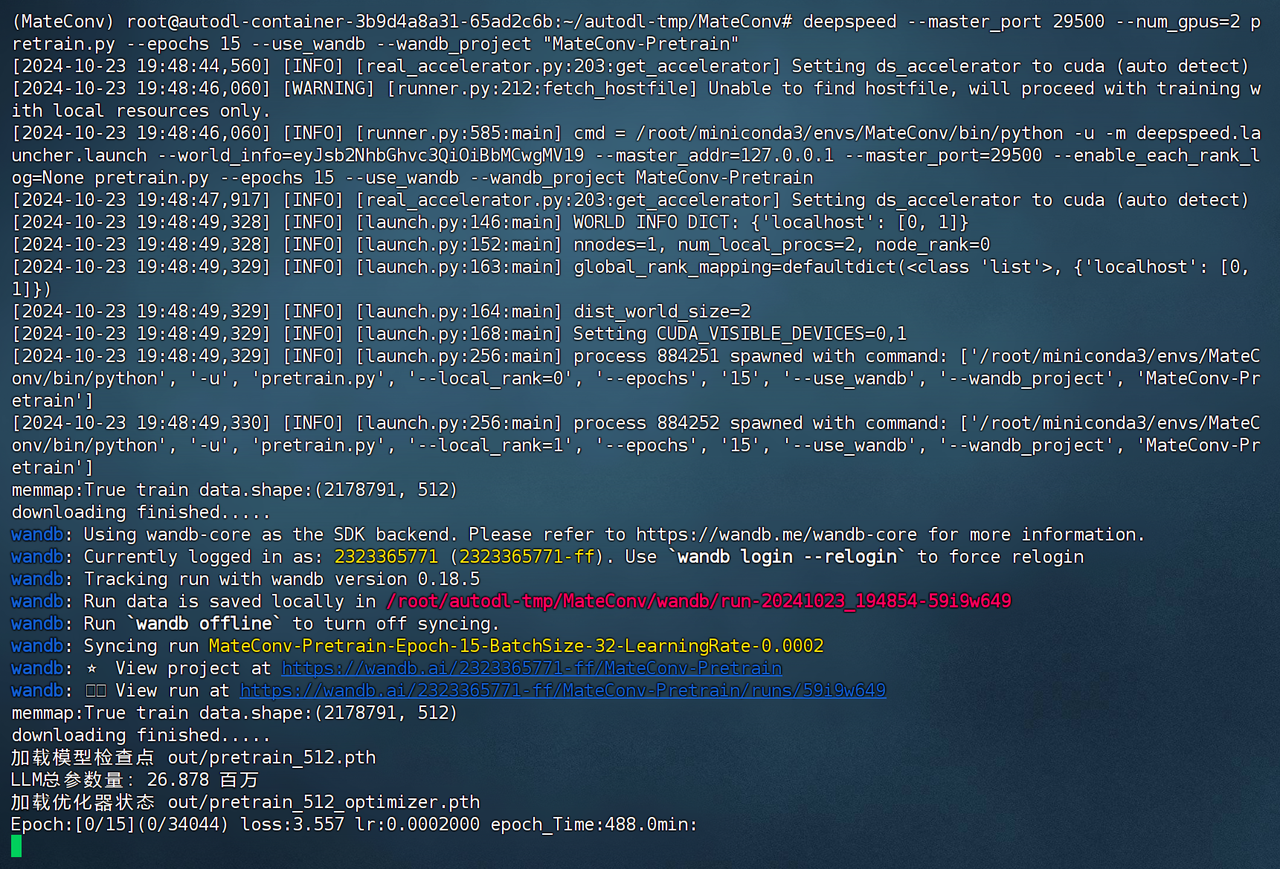 (MateConv) root@autodl-container-3b9d4a8a31-65ad2c6b:~/autodl-tmp/MateConv# deepspeed --master_port 29500 --num_gpus=2 p
retrain.py --epochs 15 --use_wandb --wandb_project "MateConv-Pretrain"
[2024-10-23 19:48:44,560] [INFO] [real_accelerator.py:203:get_accelerator] Setting ds_accelerator to cuda (auto detect)
[2024-10-23 19:48:46,060] [WARNING] [runner.py:212:fetch_hostfile] Unable to find hostfile, will proceed with training w
ith local resources only.
[2024-10-23 19:48:46,060] [INFO] [runner.py:585:main] cmd = /root/miniconda3/envs/MateConv/bin/python -u -m deepspeed.la
uncher.launch --world_info=eyJsb2NhbGhvc3QiOiBbMCwgMV19 --master_addr=127.0.0.1 --master_port=29500 --enable_each_rank_l
og=None pretrain.py --epochs 15 --use_wandb --wandb_project MateConv-Pretrain
[2024-10-23 19:48:47,917] [INFO] [real_accelerator.py:203:get_accelerator] Setting ds_accelerator to cuda (auto detect)
[2024-10-23 19:48:49,328] [INFO] [launch.py:146:main] WORLD INFO DICT: {'localhost': [0, 1]}
[2024-10-23 19:48:49,328] [INFO] [launch.py:152:main] nnodes=1, num_local_procs=2, node_rank=0
[2024-10-23 19:48:49,329] [INFO] [launch.py:163:main] global_rank_mapping=defaultdict(<class 'list'>, {'localhost': [0,
1]})
[2024-10-23 19:48:49,329] [INFO] [launch.py:164:main] dist_world_size=2
[2024-10-23 19:48:49,329] [INFO] [launch.py:168:main] Setting CUDA_VISIBLE_DEVICES=0,1
[2024-10-23 19:48:49,329] [INFO] [launch.py:256:main] process 884251 spawned with command: ['/root/miniconda3/envs/MateC
onv/bin/python', '-u', 'pretrain.py', '--local_rank=0', '--epochs', '15', '--use_wandb', '--wandb_project', 'MateConv-Pr
etrain']
[2024-10-23 19:48:49,330] [INFO] [launch.py:256:main] process 884252 spawned with command: ['/root/miniconda3/envs/MateC
onv/bin/python', '-u', 'pretrain.py', '--local_rank=1', '--epochs', '15', '--use_wandb', '--wandb_project', 'MateConv-Pr
etrain']
memmap:True train data.shape:(2178791, 512)
downloading finished.....
wandb: Using wandb-core as the SDK backend. Please refer to https://wandb.me/wandb-core for more information.
wandb: Currently logged in as: 2323365771 (2323365771-ff). Use `wandb login --relogin` to force relogin
wandb: Tracking run with wandb version 0.18.5
wandb: Run data is saved locally in /root/autodl-tmp/MateConv/wandb/run-20241023_194854-59i9w649
wandb: Run `wandb offline` to turn off syncing.
wandb: Syncing run MateConv-Pretrain-Epoch-15-BatchSize-32-LearningRate-0.0002
wandb: ⭐ View project at https://wandb.ai/2323365771-ff/MateConv-Pretrain
wandb: View run at https://wandb.ai/2323365771-ff/MateConv-Pretrain/runs/59i9w649
memmap:True train data.shape:(2178791, 512)
downloading finished.....
加载模型检查点 out/pretrain_512.pth
LLM总参数量: 26.878 百万
加载优化器状态 out/pretrain_512_optimizer.pth
Epoch:[0/15](0/34044) loss:3.557 lr:0.0002000 epoch_Time:488.0min: